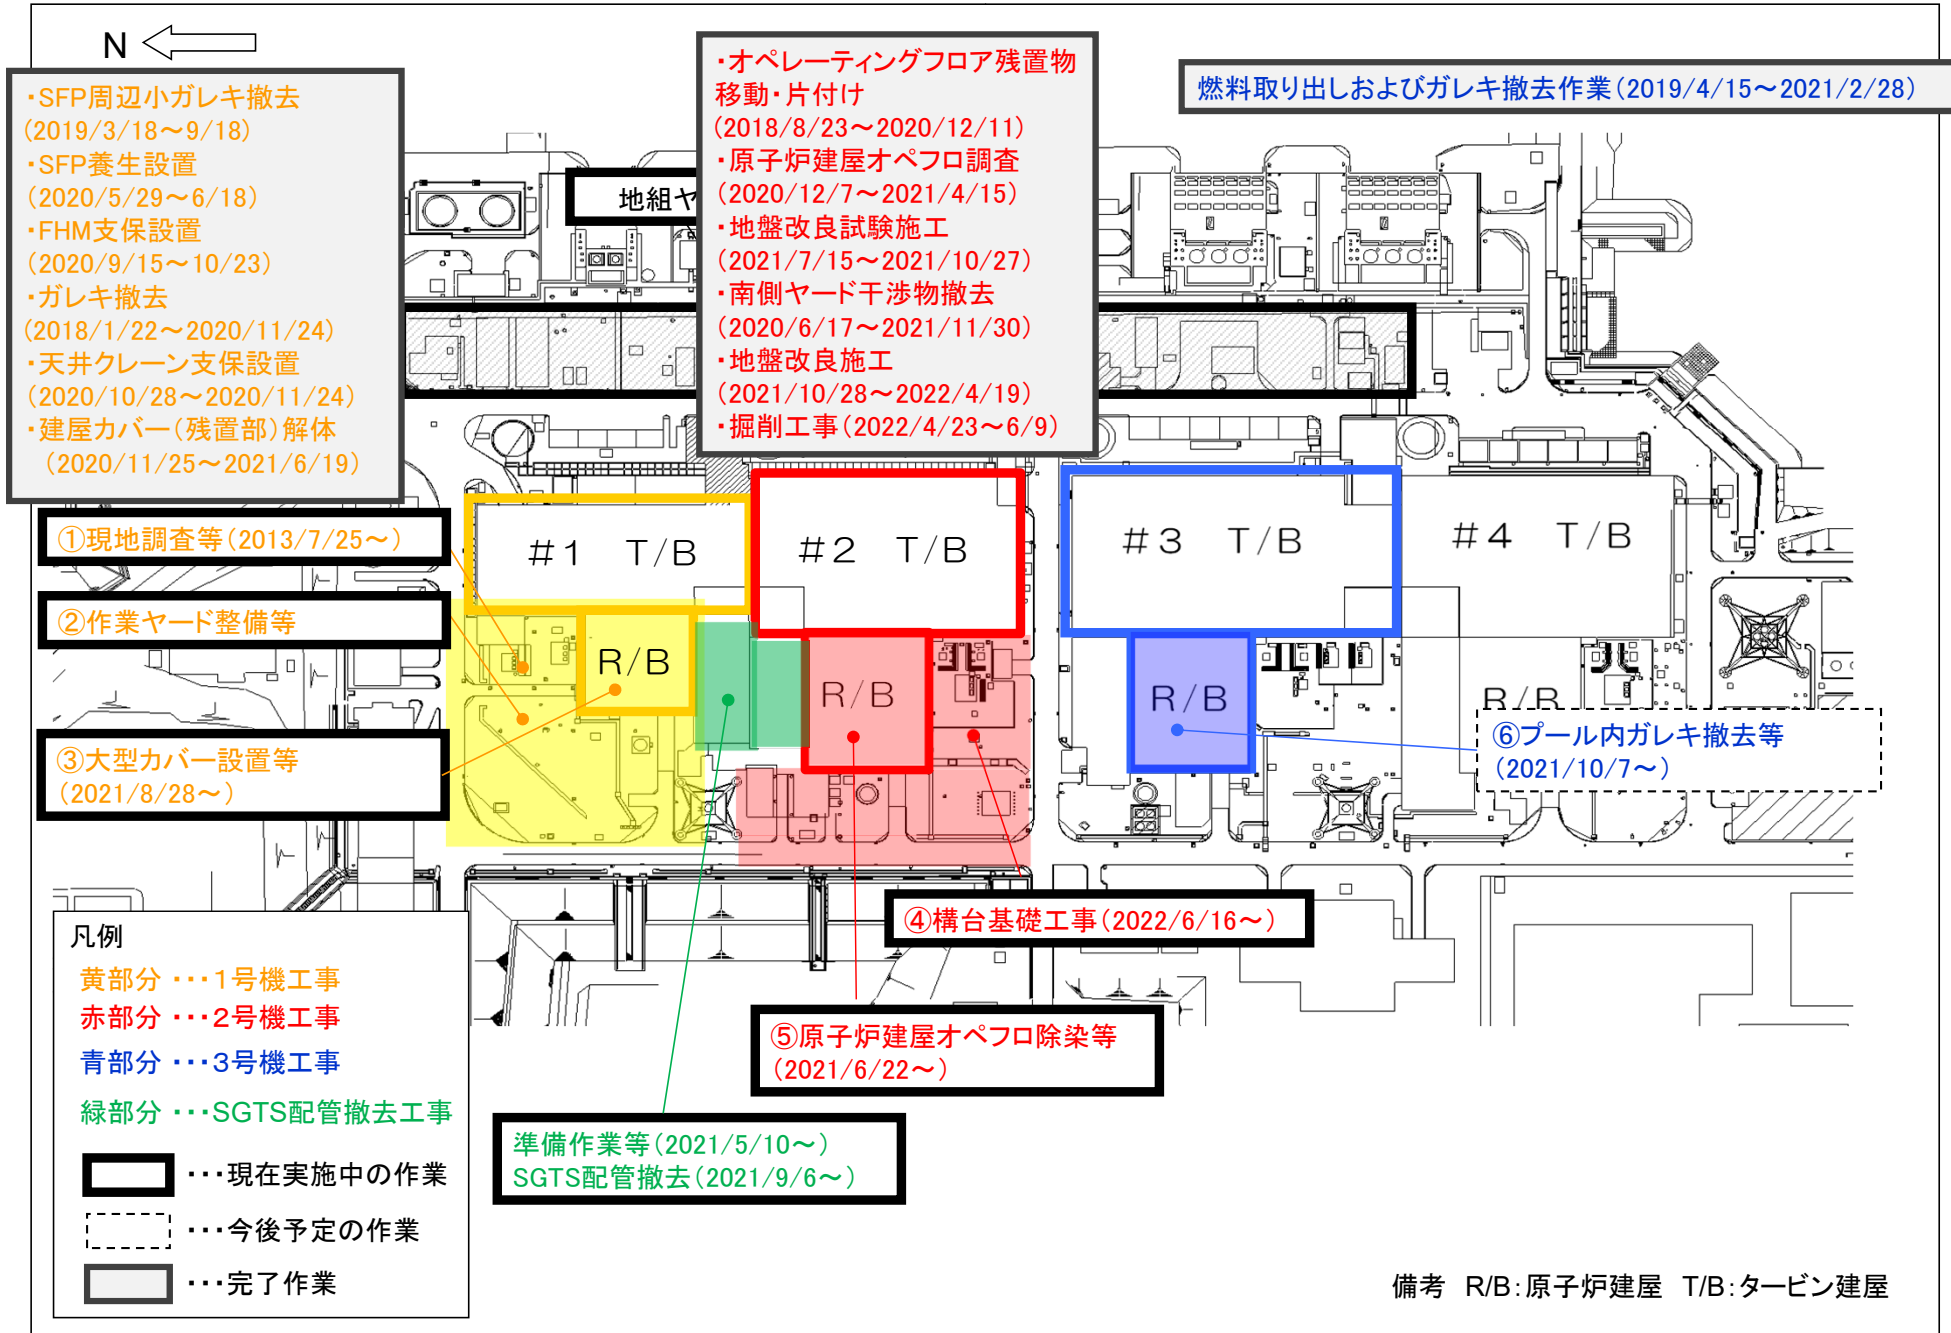 N
・SFP周辺小ガレキ撤去
(2019/3/18～9/18)
・SFP養生設置
(2020/5/29～6/18)
・FHM支保設置
(2020/9/15～10/23)
・ガレキ撤去
(2018/1/22～2020/11/24)
・天井クレーン支保設置
(2020/10/28～2020/11/24)
・建屋カバー(残置部)解体
(2020/11/25～2021/6/19)
・オペレーティングフロア残置物
移動・片付け
(2018/8/23～2020/12/11)
・原子炉建屋オペフロ調査
(2020/12/7～2021/4/15)
・地盤改良試験施工
(2021/7/15～2021/10/27)
・南側ヤード干渉物撤去
(2020/6/17～2021/11/30)
・地盤改良施工
(2021/10/28～2022/4/19)
・掘削工事(2022/4/23～6/9)
燃料取り出しおよびガレキ撤去作業(2019/4/15～2021/2/28)
地組ヤ
①現地調査等(2013/7/25～)
②作業ヤード整備等
③大型カバー設置等
(2021/8/28～)
#1 T/B
#2 T/B
#3 T/B
#4 T/B
R/B
R/B
R/B
R/B
⑥プール内ガレキ撤去等
(2021/10/7～)
④構台基礎工事(2022/6/16～)
⑤原子炉建屋オペフロ除染等
(2021/6/22～)
準備作業等(2021/5/10～)
SGTS配管撤去(2021/9/6～)
凡例
黄部分 ・・・1号機工事
赤部分 ・・・2号機工事
青部分 ・・・3号機工事
緑部分 ・・・SGTS配管撤去工事
・・・現在実施中の作業
・・・今後予定の作業
・・・完了作業
備考 R/B：原子炉建屋 T/B：タービン建屋